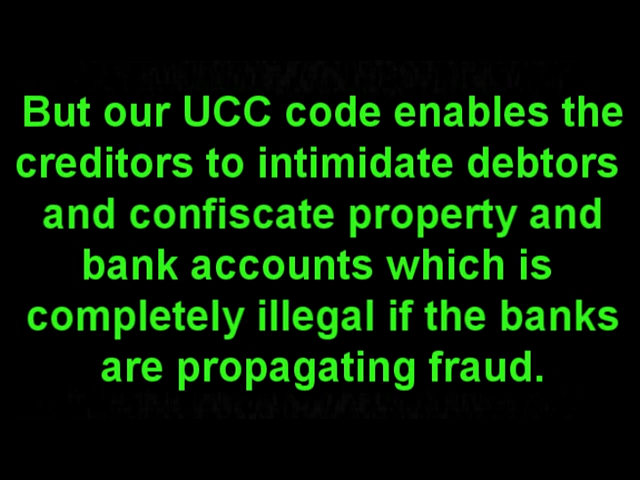 But our UCC code enables the
creditors to intimidate debtors
and confiscate property and
bank accounts which is
completely illegal if the banks
are propagating fraud.